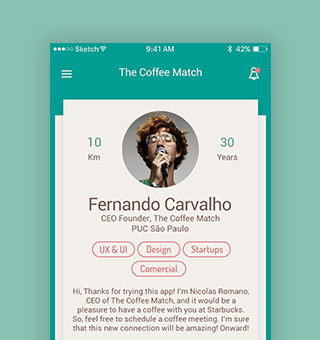 Sketch 9:41 AM 42%
The Coffee Match
10 30
Km Years
Fernando Carvalho
CEO Founder, The Coffee Match
PUC São Paulo
UX & UI Design Startups
Comercial
Hi, Thanks for trying this app! I'm Nicolas Romano,
CEO of The Coffee Match, and it would be a
pleasure to have a coffee with you at Starbucks.
So, feel free to schedule a coffee meeting. I'm sure
that this new connection will be amazing! Onward!